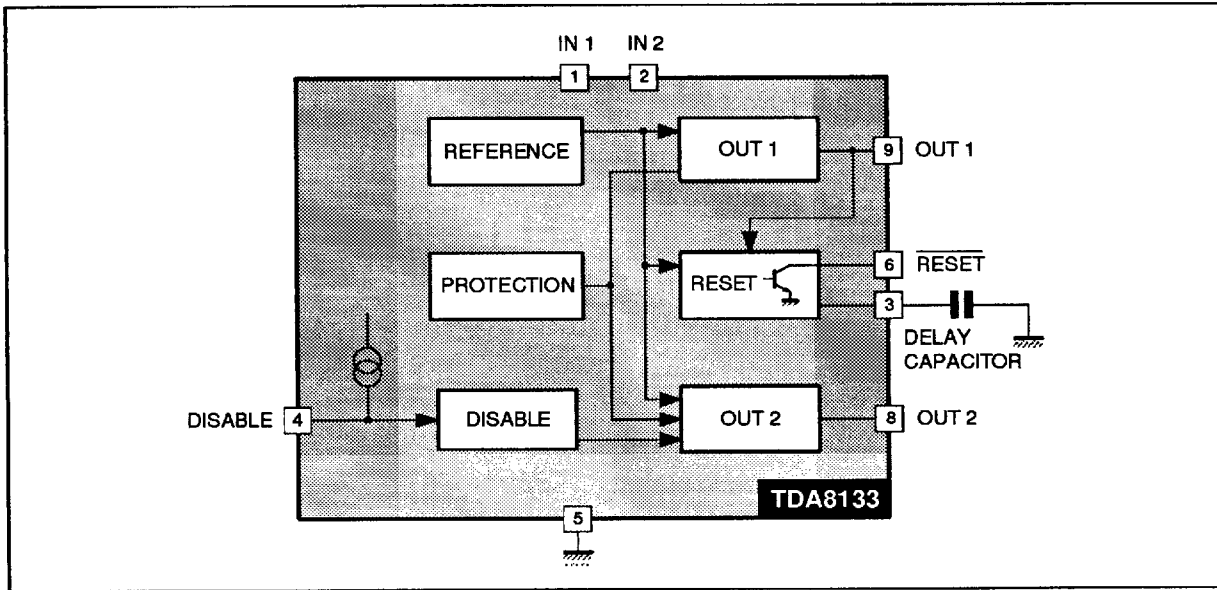 IN 1 IN 2
1 2
REFERENCE
OUT 1
9 OUT 1
PROTECTION
RESET
6 RESET
3
DELAY
CAPACITOR
DISABLE 4
DISABLE
OUT 2
8 OUT 2
TDA8133
5